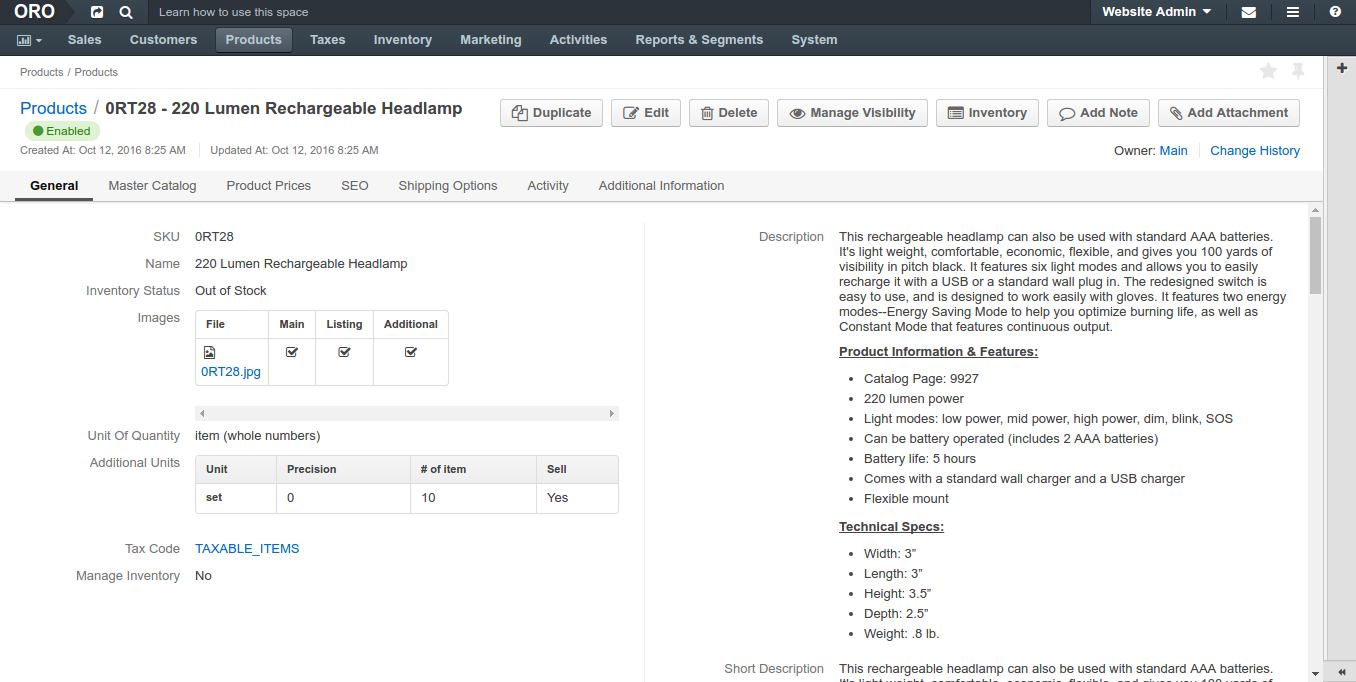 ORO Learn how to use this space Website Admin
Sales Customers Products Taxes Inventory Marketing Activities Reports & Segments System
Products / Products
Products / 0RT28 - 220 Lumen Rechargeable Headlamp Duplicate Edit Delete Manage Visibility Inventory Add Note Add Attachment
Enabled
Created At: Oct 12, 2016 8:25 AM Updated At: Oct 12, 2016 8:25 AM Owner: Main Change History
General Master Catalog Product Prices SEO Shipping Options Activity Additional Information
SKU 0RT28
Name 220 Lumen Rechargeable Headlamp
Inventory Status Out of Stock
Images
File Main Listing Additional
0RT28.jpg
Unit Of Quantity item (whole numbers)
Additional Units
Unit Precision # of item Sell
set 0 10 Yes
Tax Code TAXABLE_ITEMS
Manage Inventory No
Description This rechargeable headlamp can also be used with standard AAA batteries.
It's light weight, comfortable, economic, flexible, and gives you 100 yards of
visibility in pitch black. It features six light modes and allows you to easily
recharge it with a USB or a standard wall plug in. The redesigned switch is
easy to use, and is designed to work easily with gloves. It features two energy
modes--Energy Saving Mode to help you optimize burning life, as well as
Constant Mode that features continuous output.
Product Information & Features:
• Catalog Page: 9927
• 220 lumen power
• Light modes: low power, mid power, high power, dim, blink, SOS
• Can be battery operated (includes 2 AAA batteries)
• Battery life: 5 hours
• Comes with a standard wall charger and a USB charger
• Flexible mount
Technical Specs:
• Width: 3”
• Length: 3”
• Height: 3.5”
• Depth: 2.5”
• Weight: .8 lb.
Short Description This rechargeable headlamp can also be used with standard AAA batteries.
It's light weight, comfortable, economic, flexible, and gives you 100 yards of